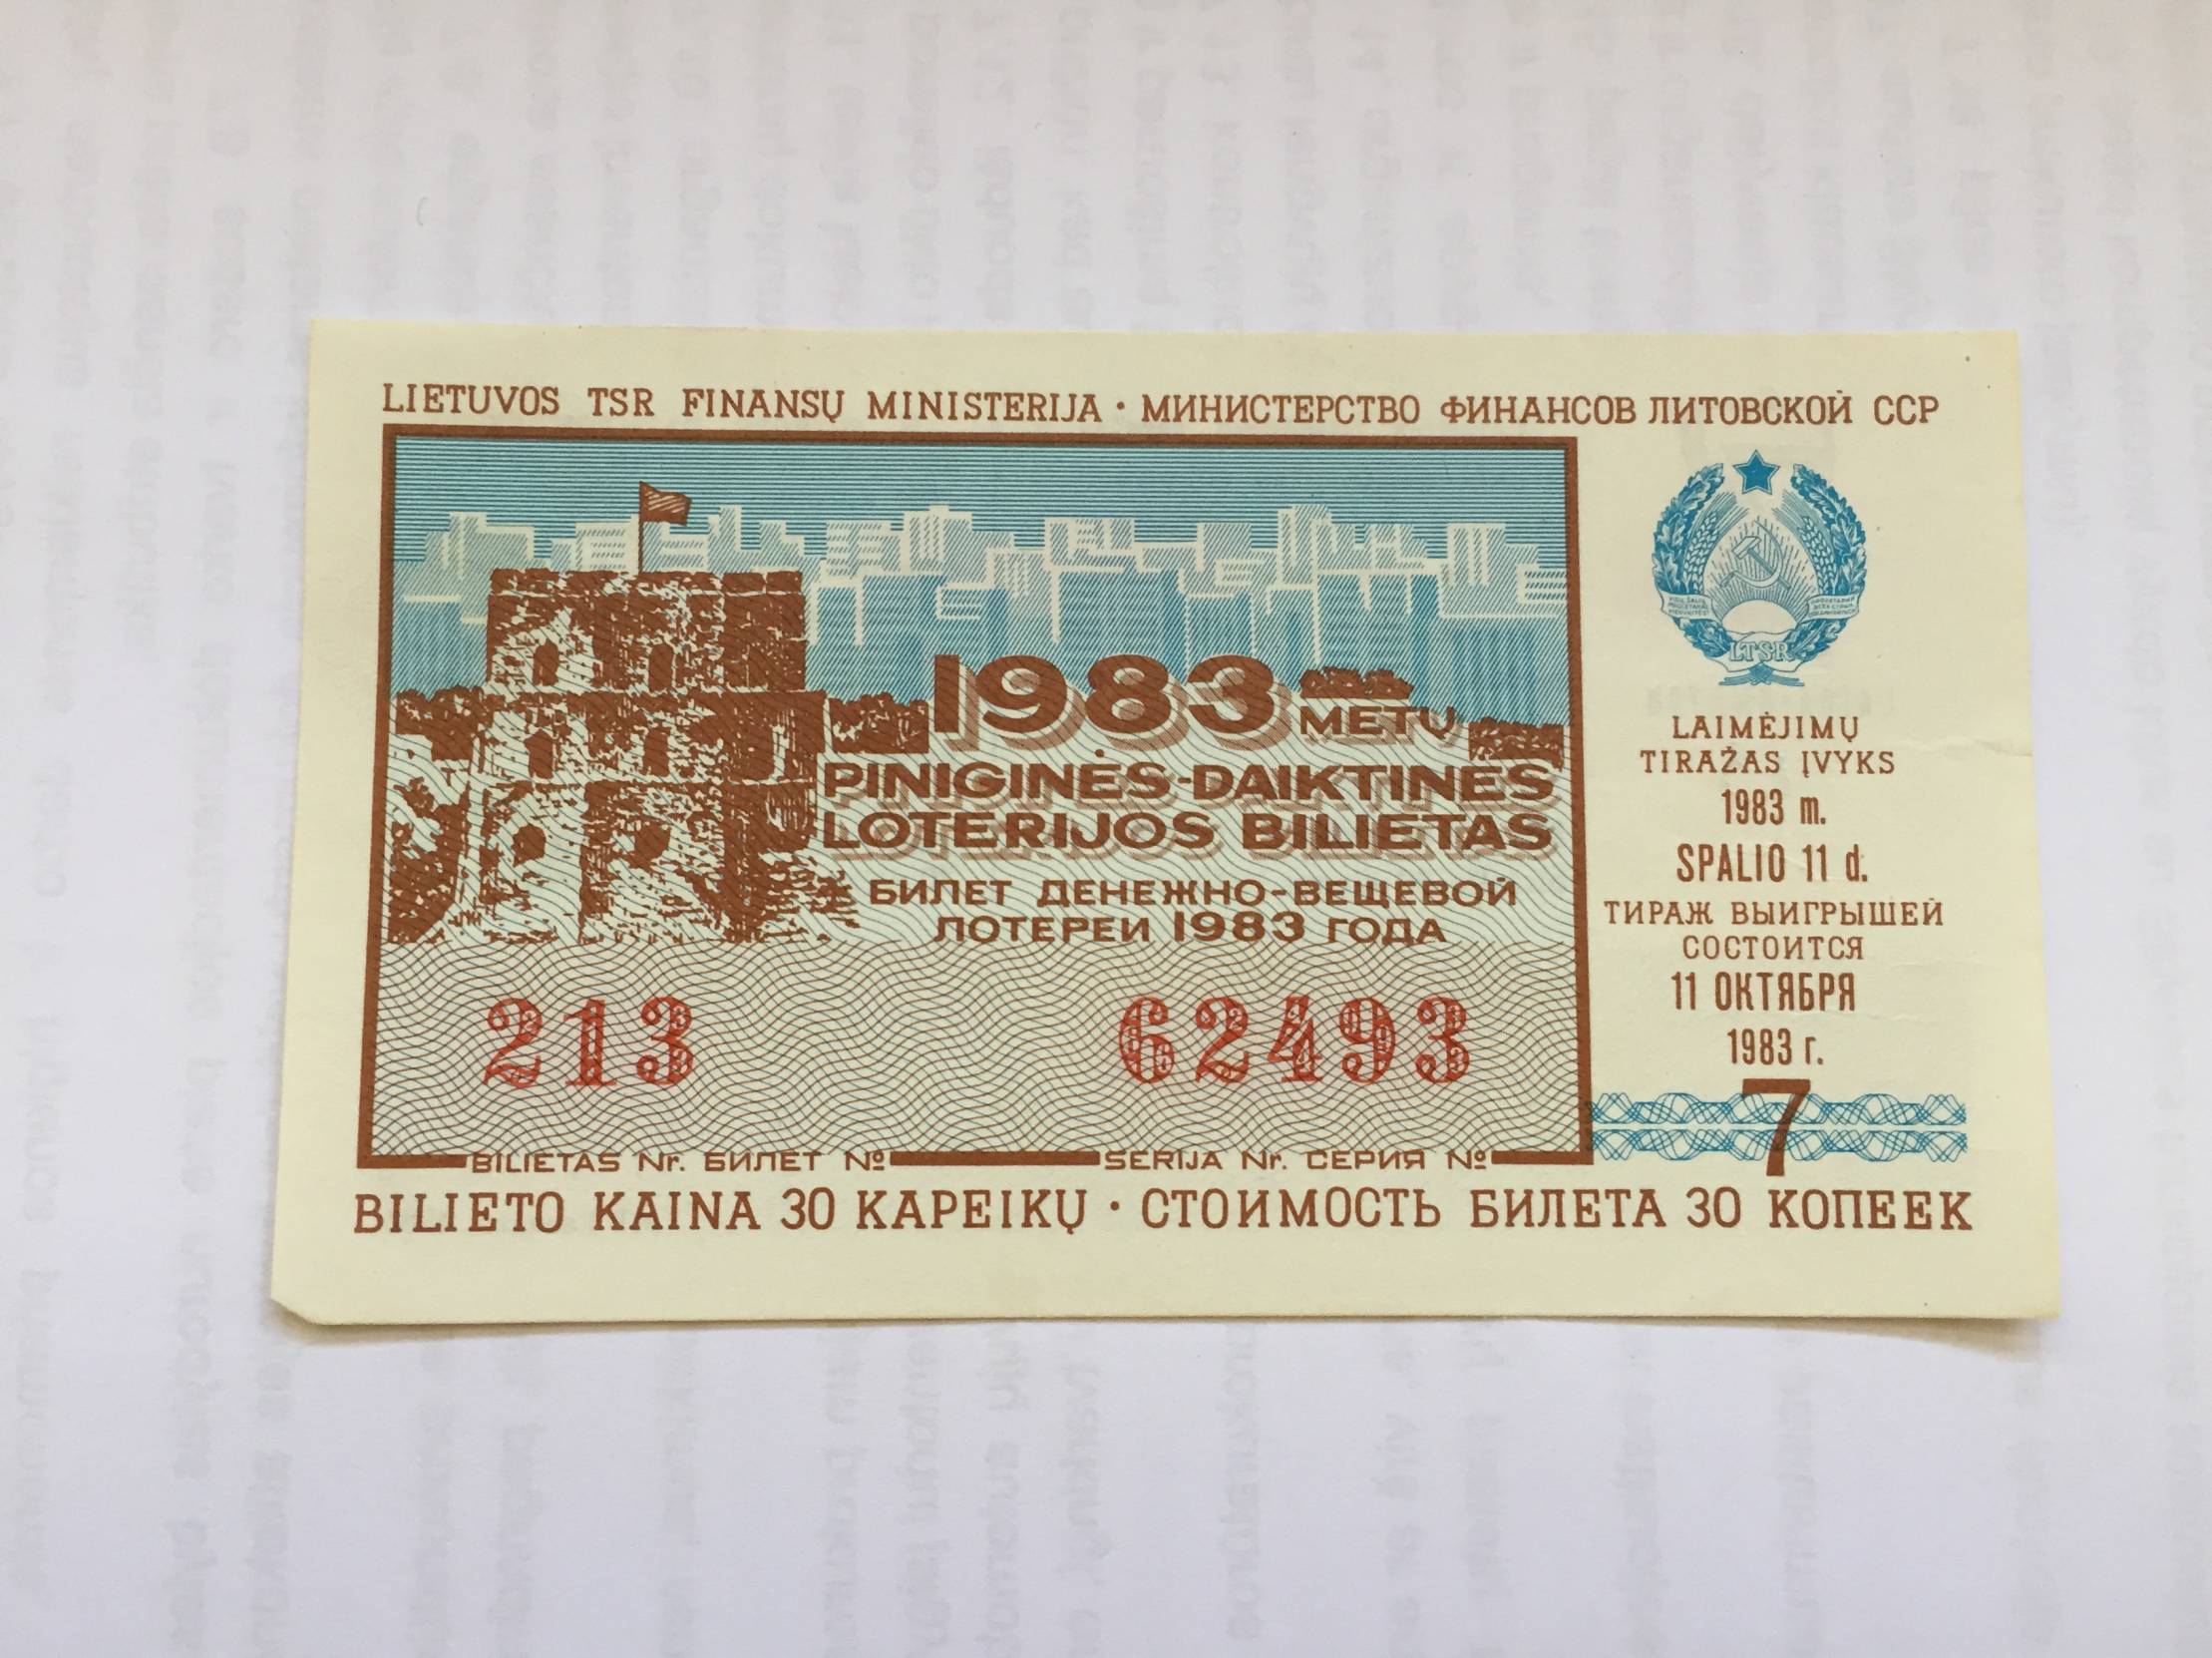 LIETUVOS TSR FINANSŲ MINISTERIJA • МИНИСТЕРСТВО ФИНАНСОВ ЛИТОВСКОЙ ССР
1983 METŲ
PINIGINĖS-DAIKTINĖS
LOTERIJOS BILIETAS
БИЛЕТ ДЕНЕЖНО-ВЕЩЕВОЙ
ЛОТЕРЕИ 1983 ГОДА
213 62493
BILIETAS Nr. БИЛЕТ № SERIJA Nr. СЕРИЯ №
LTSR
LAIMĖJIMŲ
TIRAŽAS ĮVYKS
1983 m.
SPALIO 11 d.
ТИРАЖ ВЫИГРЫШЕЙ
СОСТОИТСЯ
11 ОКТЯБРЯ
1983 г.
7
BILIETO KAINA 30 KAPEIKŲ • СТОИМОСТЬ БИЛЕТА 30 КОПЕЕК